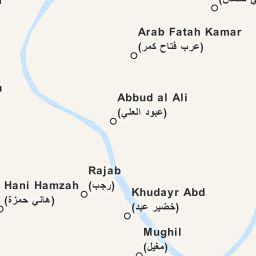 Arab Fatah Kamar
(عرب فتاح كمر)
Abbud al Ali
(عبود العلي)
Rajab
(رجب)
Hani Hamzah
(هاني حمزة)
Khudayr Abd
(خضير عبد)
Mughil
(مغيل)